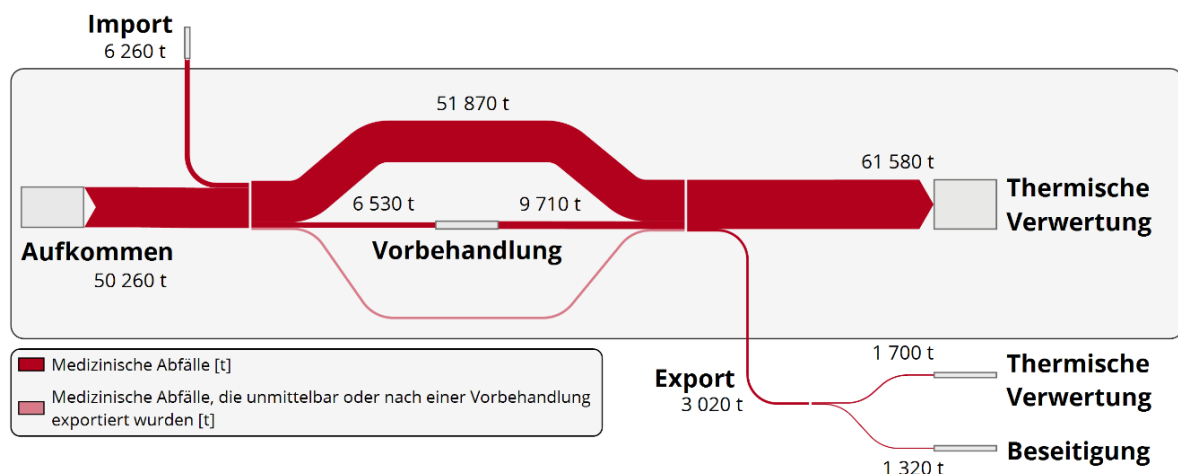 Import
6 260 t
51 870 t
61 580 t
Thermische
Verwertung
6 530 t
9 710 t
Aufkommen
50 260 t
Vorbehandlung
Medizinische Abfälle [t]
Medizinische Abfälle, die unmittelbar oder nach einer Vorbehandlung
exportiert wurden [t]
Export
3 020 t
1 700 t
Thermische
Verwertung
Beseitigung
1 320 t